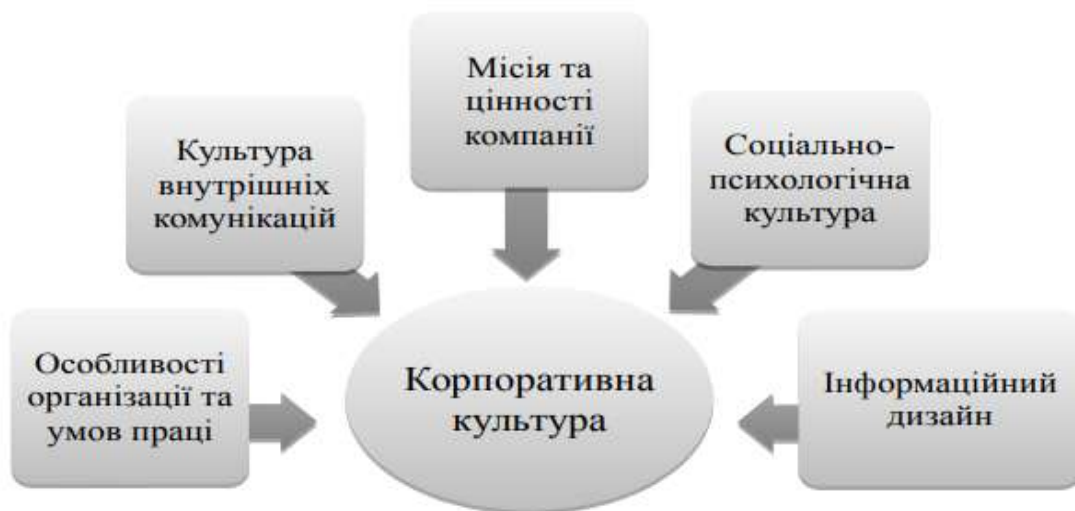 Місія та
цінності
компанії
Культура
внутрішніх
комунікацій
Соціально-
психологічна
культура
Особливості
організації та
умов праці
Корпоративна
культура
Інформаційний
дизайн